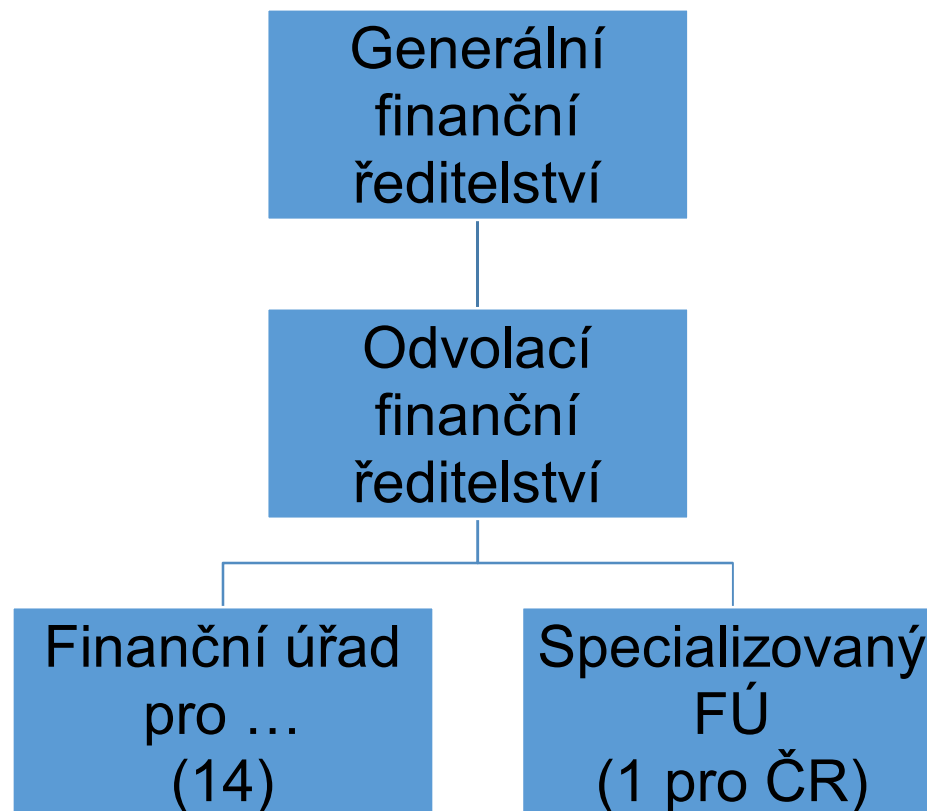 Generální
finanční
ředitelství
Odvolací
finanční
ředitelství
Finanční úřad
pro …
(14)
Specializovaný
FÚ
(1 pro ČR)